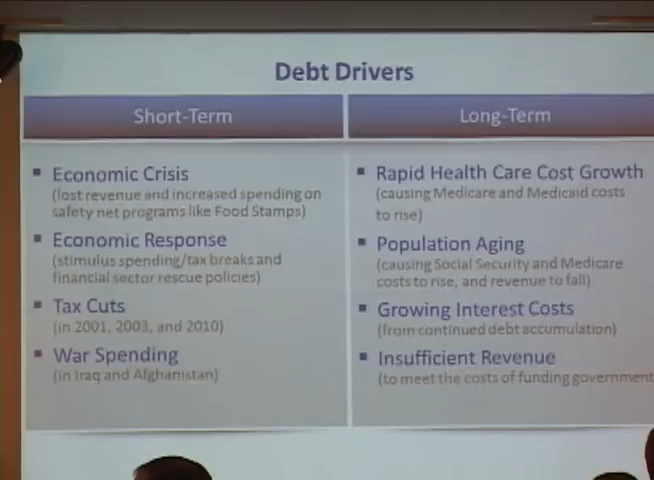 Debt Drivers
Short-Term
Economic Crisis
(lost revenue and increased spending on
safety net programs like Food Stamps)
Economic Response
(stimulus spending/tax breaks and
financial sector rescue policies)
Tax Cuts
(in 2001, 2003, and 2010)
War Spending
(in Iraq and Afghanistan)
Long-Term
Rapid Health Care Cost Growth
(causing Medicare and Medicaid costs
to rise)
Population Aging
(causing Social Security and Medicare
costs to rise, and revenue to fall)
Growing Interest Costs
(from continued debt accumulation)
Insufficient Revenue
(to meet the costs of funding government